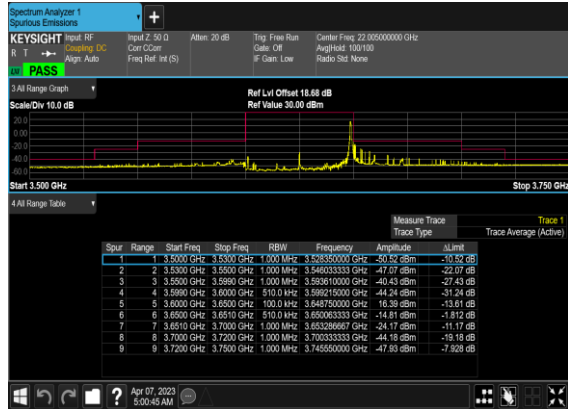 Spectrum Analyzer 1
Spurious Emissions
KEYSIGHT Input: RF Input Z: 50 Ω Atten: 20 dB Trig: Free Run Center Freq: 22.005000000 GHz
R T Coupling: DC Corr CCorr Gate: Off Avg|Hold: 100/100
Align: Auto Freq Ref: Int (S) IF Gain: Low Radio Std: None
PASS
3 All Range Graph
Ref Lvl Offset 18.68 dB
Scale/Div 10.0 dB Ref Value 30.00 dBm
20.0
10.0
0.00
-20.0
-40.0
-60.0
Start 3.500 GHz Stop 3.750 GHz
4 All Range Table
Measure Trace Trace 1
Trace Type Trace Average (Active)
Spur Range Start Freq Stop Freq RBW Frequency Amplitude ΔLimit
1 1 3.5000 GHz 3.5300 GHz 1.000 MHz 3.528350000 GHz -50.52 dBm -10.52 dB
2 2 3.5300 GHz 3.5500 GHz 1.000 MHz 3.546033333 GHz -47.07 dBm -22.07 dB
3 3 3.5500 GHz 3.5990 GHz 1.000 MHz 3.593610000 GHz -40.43 dBm -27.43 dB
4 4 3.5990 GHz 3.6000 GHz 510.0 kHz 3.599215000 GHz -44.24 dBm -31.24 dB
5 5 3.6000 GHz 3.6500 GHz 100.0 kHz 3.648750000 GHz 16.39 dBm -13.61 dB
6 6 3.6500 GHz 3.6510 GHz 510.0 kHz 3.650063333 GHz -14.81 dBm -1.812 dB
7 7 3.6510 GHz 3.7000 GHz 1.000 MHz 3.653286667 GHz -24.17 dBm -11.17 dB
8 8 3.7000 GHz 3.7200 GHz 1.000 MHz 3.700333333 GHz -44.18 dBm -19.18 dB
9 9 3.7200 GHz 3.7500 GHz 1.000 MHz 3.745550000 GHz -47.93 dBm -7.928 dB
Apr 07, 2023
5:00:45 AM